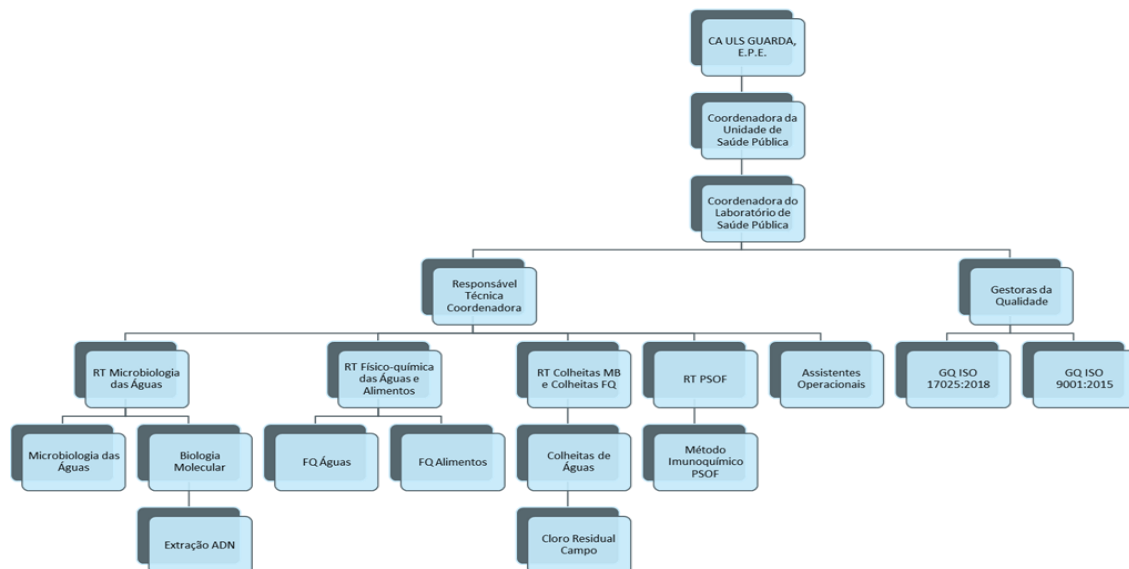 CA ULS GUARDA,
E.P.E.
Coordenadora da
Unidade de
Saúde Pública
Coordenadora do
Laboratório de
Saúde Pública
Responsável
Técnica
Coordenadora
Gestoras da
Qualidade
RT Microbiologia
das Águas
RT Físico-química
das Águas e
Alimentos
RT Colheitas MB
e Colheitas FQ
RT PSOF
Assistentes
Operacionais
GQ ISO
17025:2018
GQ ISO
9001:2015
Microbiologia das
Águas
Biologia
Molecular
FQ Águas
FQ Alimentos
Colheitas de
Águas
Método
Imunoquímico
PSOF
Extração ADN
Cloro Residual
Campo